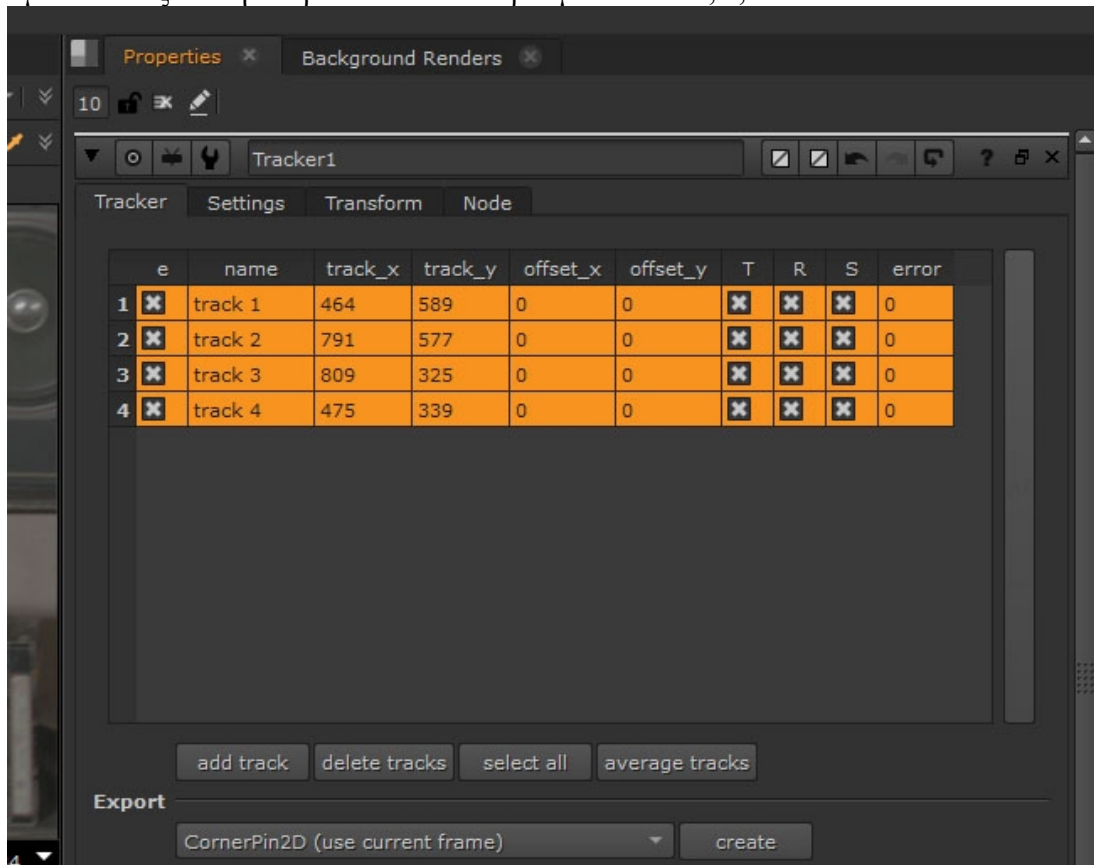 Properties Background Renders
10
Tracker1 ?
Tracker Settings Transform Node
e name track_x track_y offset_x offset_y T R S error
1 track 1 464 589 0 0 0
2 track 2 791 577 0 0 0
3 track 3 809 325 0 0 0
4 track 4 475 339 0 0 0
add track delete tracks select all average tracks
Export
CornerPin2D (use current frame) create
4